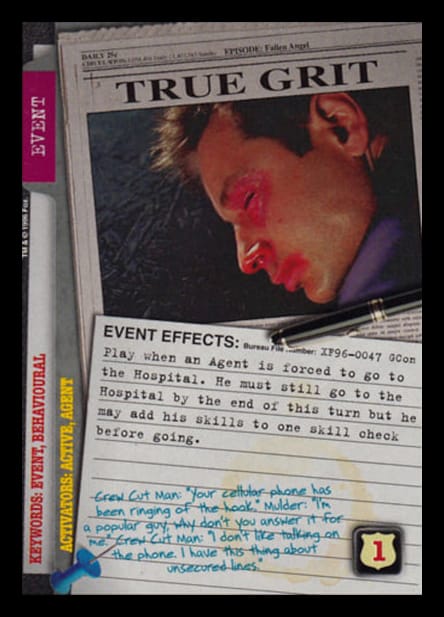 DAILY 25¢ EPISODE: Fallen Angel
TRUE GRIT
EVENT
TM & © 1996 Fox
KEYWORDS: EVENT, BEHAVIOURAL
ACTIVATORS: ACTIVE, AGENT
EVENT EFFECTS: Bureau File Number: XF96-0047 GCon
Play when an Agent is forced to go to
the Hospital. He must still go to the
Hospital by the end of this turn but he
may add his skills to one skill check
before going.
Crew Cut Man: "Your cellular phone has
been ringing of the hook." Mulder: "I'm
a popular guy, why don't you answer it for
me." Crew Cut Man: "I don't like talking on
the phone. I have this thing about
unsecured lines."
1